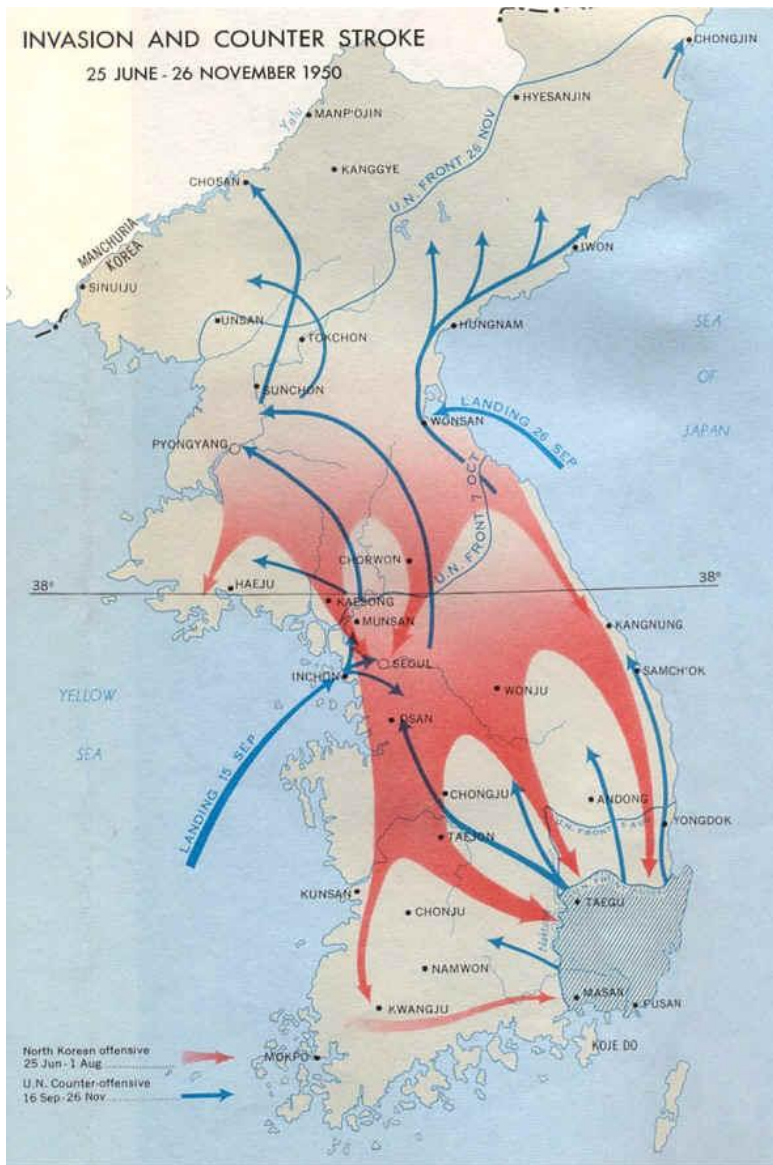 INVASION AND COUNTER STROKE
25 JUNE - 26 NOVEMBER 1950
CHONGJIN
HYESANJIN
MANP'OJIN
Yalu
U.N. FRONT 26 NOV
KANGGYE
CHOSAN
MANCHURIA
KOREA
IWON
SINUIJU
UNSAN
TOKCHON
HUNGNAM
SEA
OF
JAPAN
SUNCHON
WONSAN
LANDING 26 SEP
PYONGYANG
U.N. FRONT 7 OCT
CHORWON
38°
38°
HAEJU
KAESONG
MUNSAN
KANGNUNG
SEOUL
SAMCH'OK
INCHON
WONJU
YELLOW
SEA
OSAN
LANDING 15 SEP
CHONGJU
ANDONG
U.N. FRONT
YONGDOK
TAEJON
KUNSAN
TAEGU
CHONJU
NAMWON
MASAN
PUSAN
KWANGJU
KOJE DO
MOKPO
North Korean offensive
25 Jun - 1 Aug
U.N. Counter-offensive
16 Sep - 26 Nov